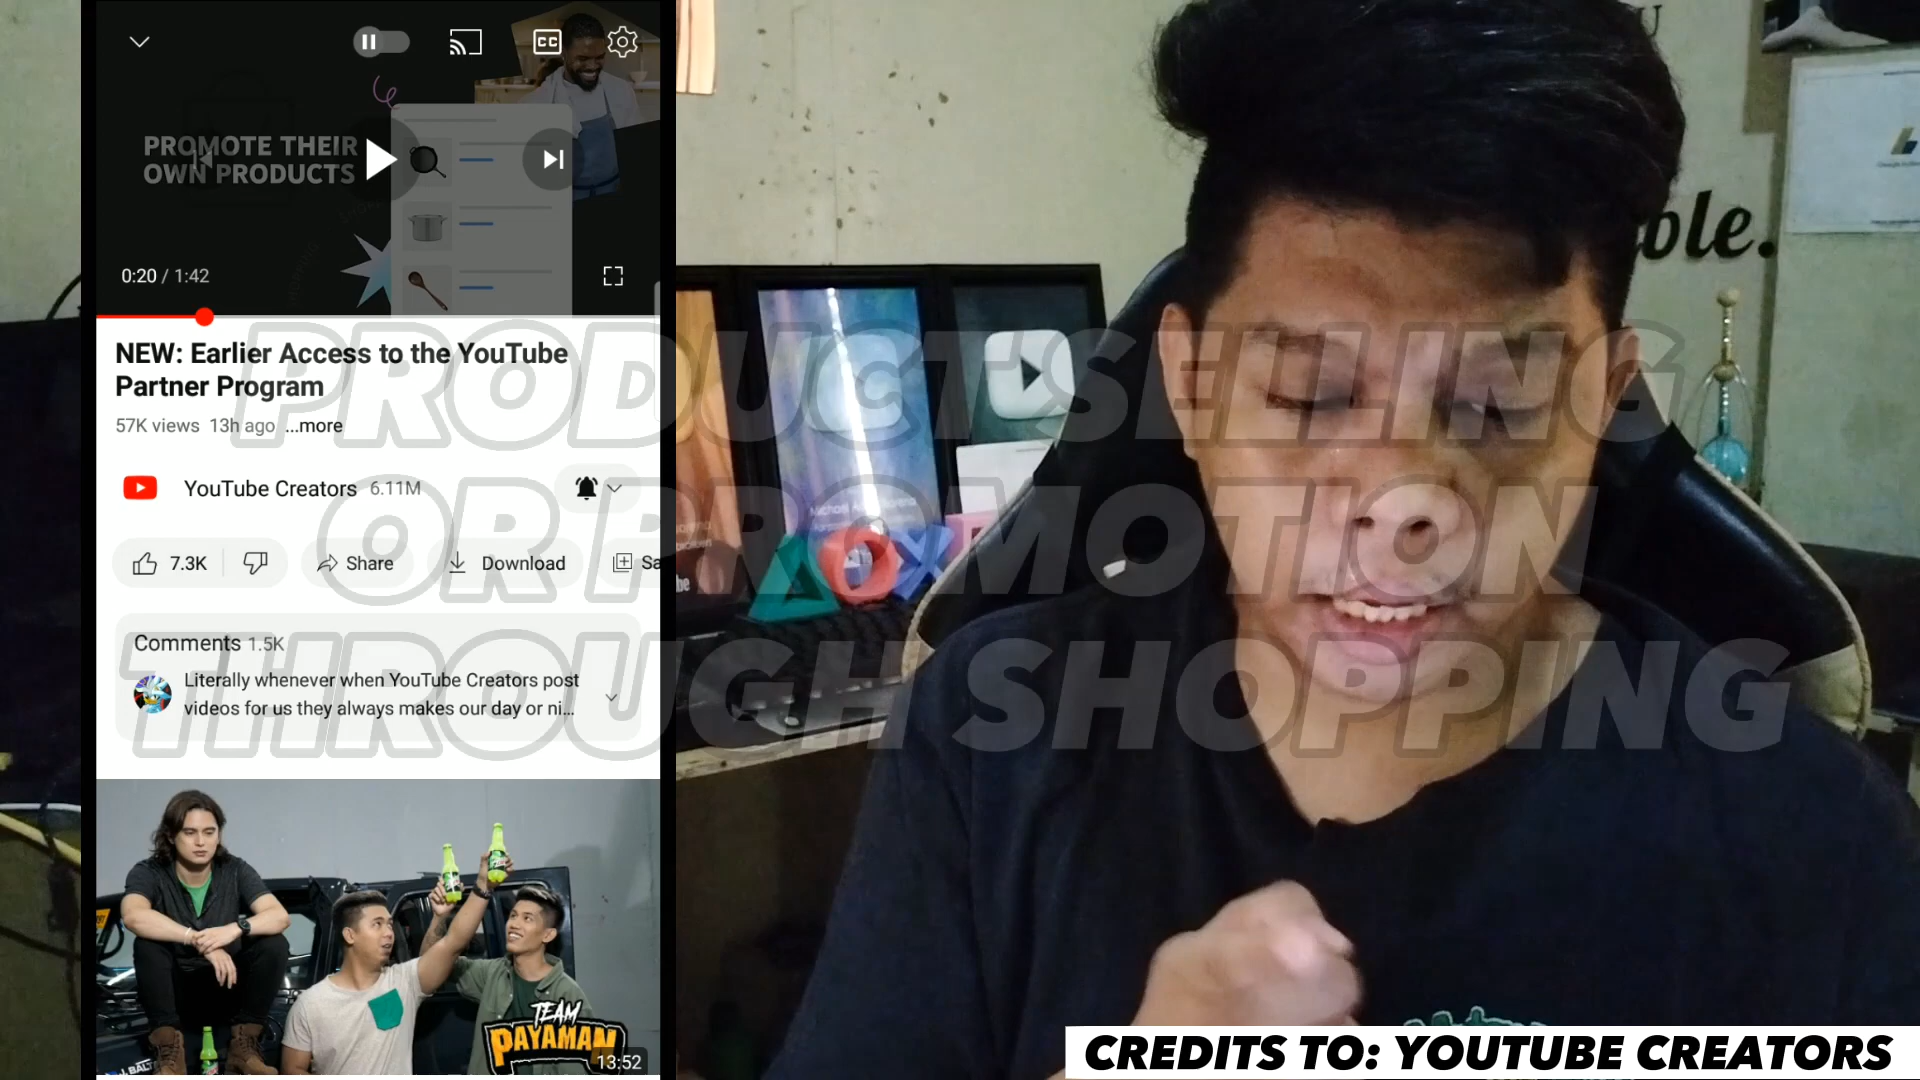 CC
PROMOTE THEIR
OWN PRODUCTS
0:20 / 1:42
NEW: Earlier Access to the YouTube
Partner Program
57K views 13h ago ...more
YouTube Creators 6.11M
7.3K
Share
Download
Sa
Comments 1.5K
Literally whenever when YouTube Creators post
videos for us they always makes our day or ni...
TEAM
PAYAMAN
13:52
PRODUCT SELLING
OR PROMOTION
THROUGH SHOPPING
ble.
CREDITS TO: YOUTUBE CREATORS